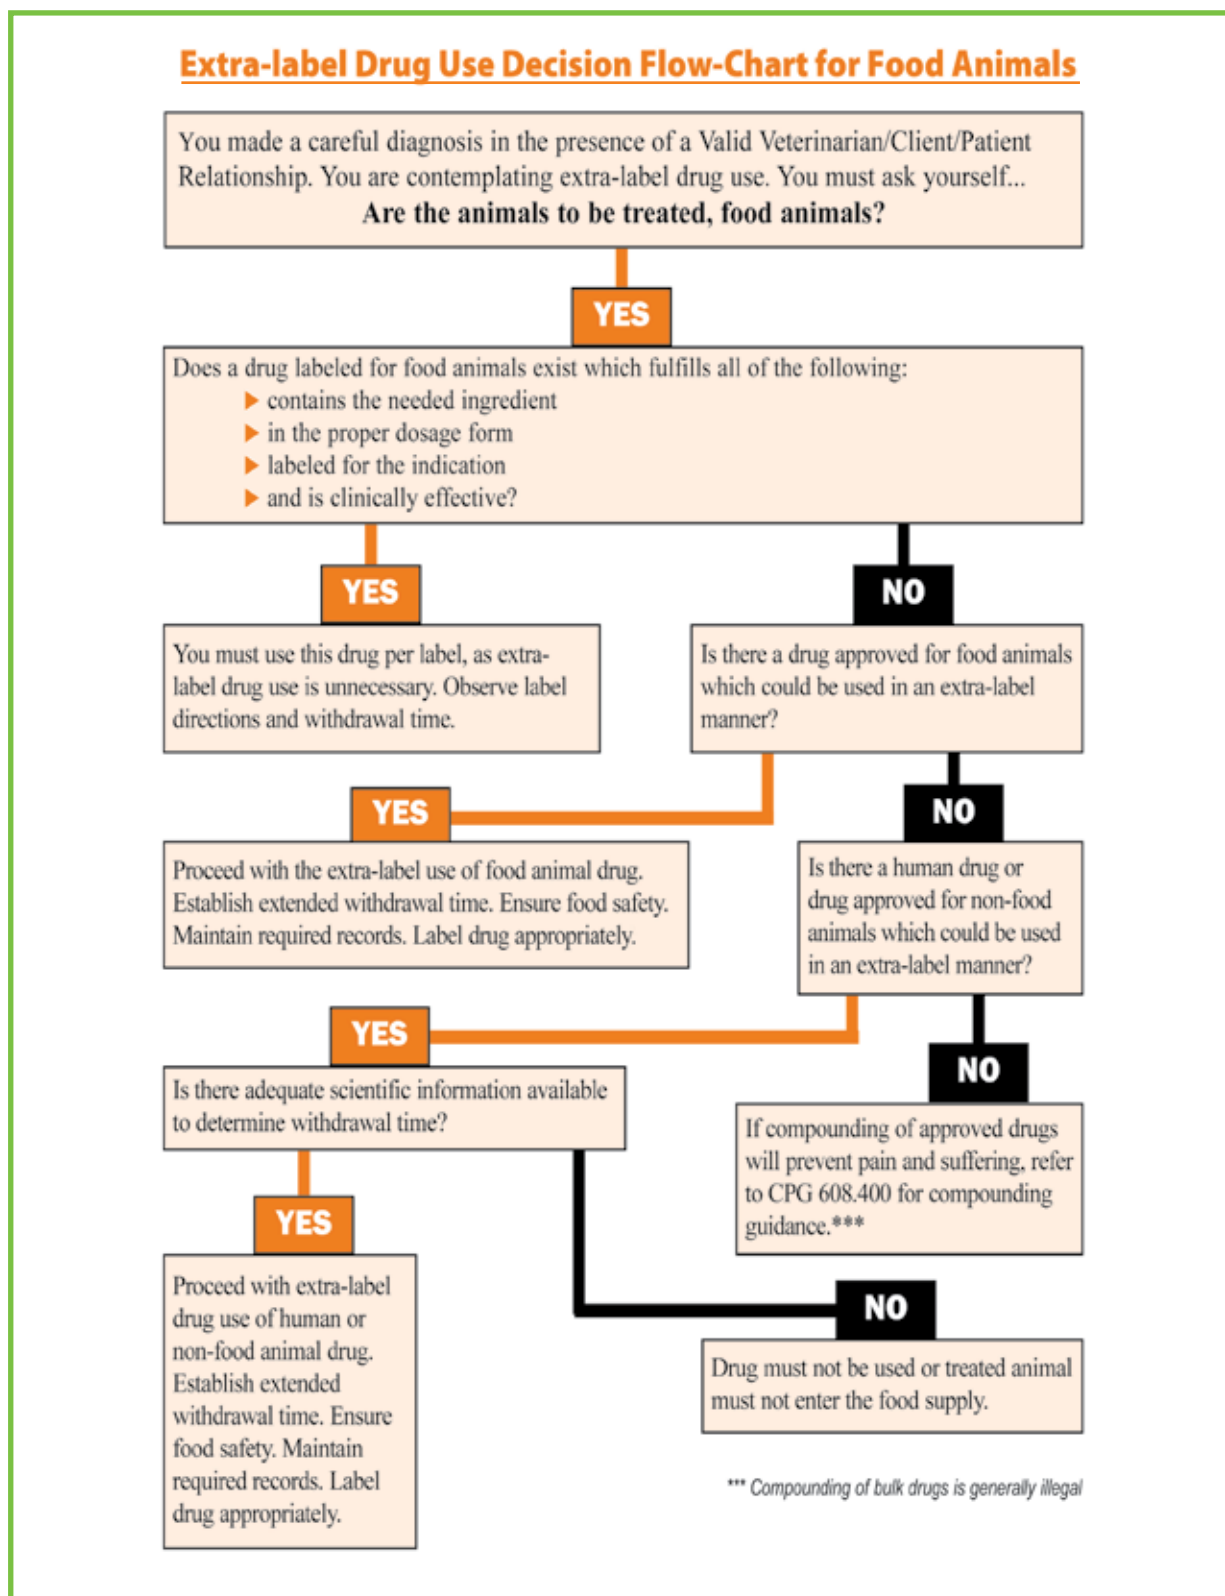 Extra-label Drug Use Decision Flow-Chart for Food Animals
You made a careful diagnosis in the presence of a Valid Veterinarian/Client/Patient
Relationship. You are contemplating extra-label drug use. You must ask yourself...
Are the animals to be treated, food animals?
YES
Does a drug labeled for food animals exist which fulfills all of the following:
▶ contains the needed ingredient
▶ in the proper dosage form
▶ labeled for the indication
▶ and is clinically effective?
YES
NO
You must use this drug per label, as extra-
label drug use is unnecessary. Observe label
directions and withdrawal time.
Is there a drug approved for food animals
which could be used in an extra-label
manner?
YES
NO
Proceed with the extra-label use of food animal drug.
Establish extended withdrawal time. Ensure food safety.
Maintain required records. Label drug appropriately.
Is there a human drug or
drug approved for non-food
animals which could be used
in an extra-label manner?
YES
NO
Is there adequate scientific information available
to determine withdrawal time?
If compounding of approved drugs
will prevent pain and suffering, refer
to CPG 608.400 for compounding
guidance.***
YES
NO
Proceed with extra-label
drug use of human or
non-food animal drug.
Establish extended
withdrawal time. Ensure
food safety. Maintain
required records. Label
drug appropriately.
Drug must not be used or treated animal
must not enter the food supply.
*** Compounding of bulk drugs is generally illegal